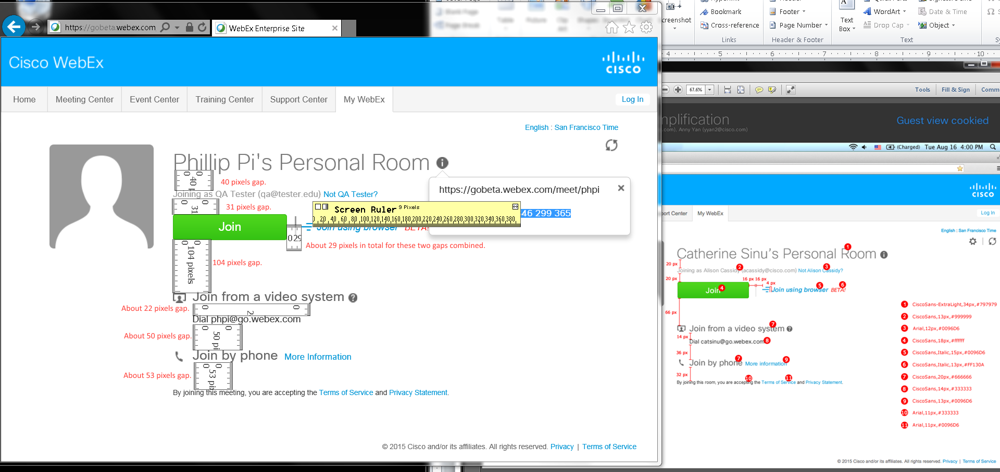 https://gobeta.webex.com
WebEx Enterprise Site
Cisco WebEx
CISCO
Home
Meeting Center
Event Center
Training Center
Support Center
My WebEx
Log In
English : San Francisco Time
Phillip Pi's Personal Room
40 pixels gap.
Joining as QA Tester (qa@tester.edu) Not QA Tester?
https://gobeta.webex.com/meet/phpi
31
31 pixels gap.
Screen Ruler 9 Pixels
0 20 40 60 80 100 120 140 160 180 200 220 240 260 280 300 320 340 360 380
46 299 365
Join
Join using browser BETA!
029
About 29 pixels in total for these two gaps combined.
104 pixels
104 pixels gap.
Join from a video system
About 22 pixels gap.
Dial phpi@go.webex.com
About 50 pixels gap.
50 pi
Join by phone More Information
About 53 pixels gap.
53 pix
By joining this meeting, you are accepting the Terms of Service and Privacy Statement.
© 2015 Cisco and/or its affiliates. All rights reserved. Privacy | Terms of Service
Blank Page
Page Break
Table
Picture
Clip
Art
Shapes
creenshot
Bookmark
Cross-reference
Links
Footer
Page Number
Header & Footer
Text
Box
WordArt
Drop Cap
Date & Time
Object
Text
4 5 6 7 8 9 10
67.6%
Tools
Fill & Sign
Comm
mplification
.com), Anny Yan (yyan2@cisco.com)
Guest view cookied
(Charged) Tue Aug 16 4:00 PM
CISCO
port Center
My WebEx
Log In
English : San Francisco Time
Catherine Sinu's Personal Room
1
20 px
Joining as Alison Cassidy (acassidy@cisco.com) Not Alison Cassidy?
2
3
20 px
16 px 16 px
4 px
Join
4
Join using browser BETA!
5
6
66 px
7
Join from a video system
14 px
Dial catsinu@go.webex.com
8
36 px
7
9
Join by phone More information
32 px
10
11
By joining this room, you are accepting the Terms of Service and Privacy Statement.
1 CiscoSans-ExtraLight,34px,#797979
2 CiscoSans,13px,#999999
3 Arial,12px,#0096D6
4 CiscoSans,18px,#ffffff
5 CiscoSans,Italic,15px,#0096D6
6 CiscoSans,Italic,13px,#FF130A
7 CiscoSans,20px,#666666
8 CiscoSans,14px,#333333
9 CiscoSans,13px,#0096D6
10 Arial,11px,#333333
11 Arial,11px,#0096D6
© 2015 Cisco and/or its affiliates. All rights reserved. Privacy | Terms of Service